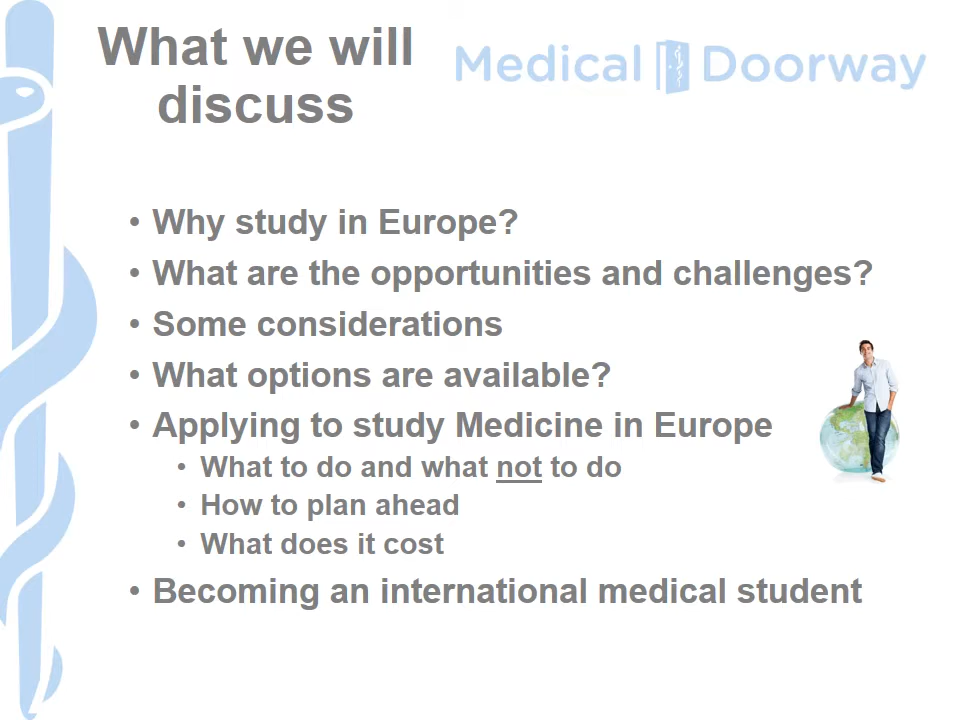 What we will
discuss
Medical Doorway
• Why study in Europe?
• What are the opportunities and challenges?
• Some considerations
• What options are available?
• Applying to study Medicine in Europe
• What to do and what not to do
• How to plan ahead
• What does it cost
• Becoming an international medical student